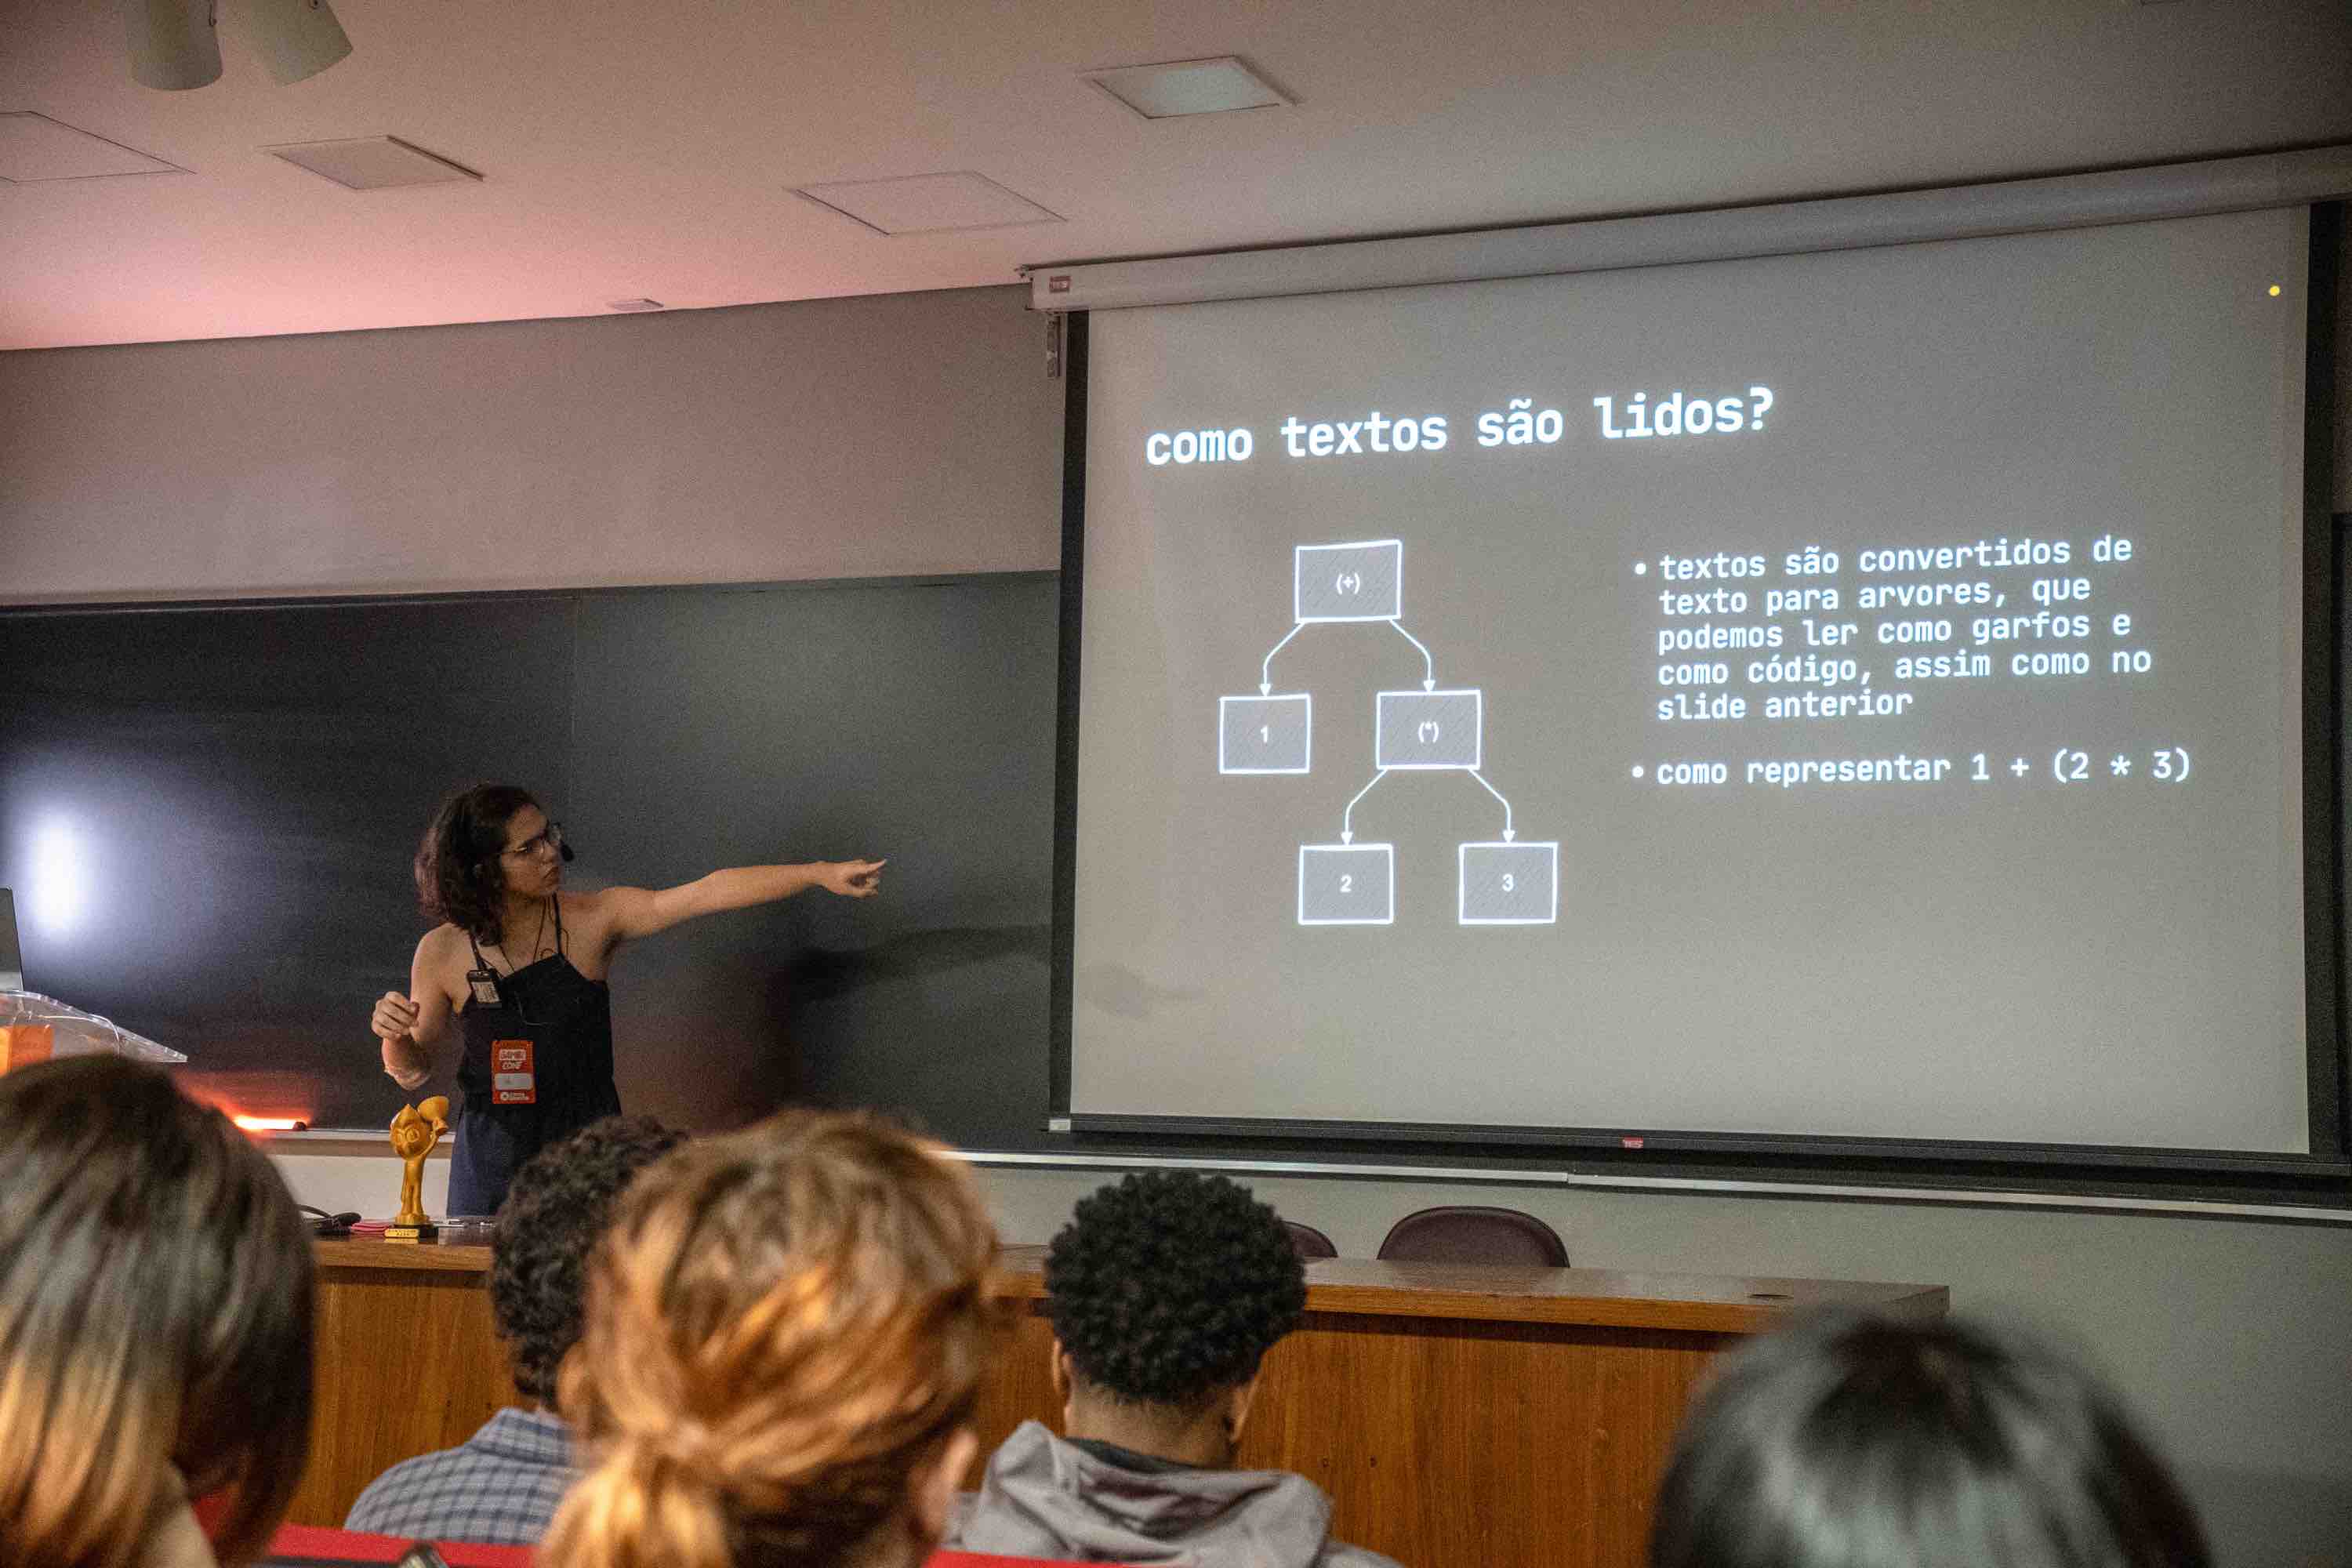 como textos são lidos?
(+)
1
(*)
2
3
• textos são convertidos de
texto para arvores, que
podemos ler como garfos e
como código, assim como no
slide anterior
• como representar 1 + (2 * 3)
CONF